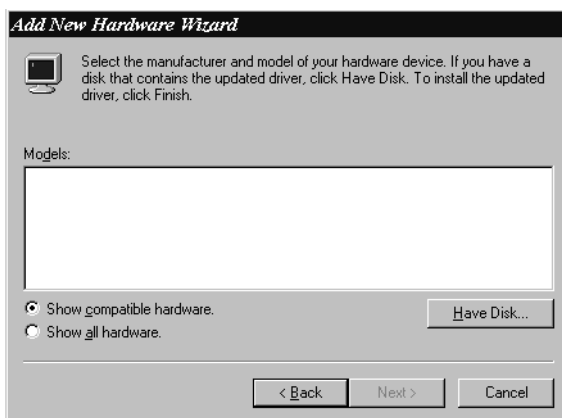 Add New Hardware Wizard
Select the manufacturer and model of your hardware device. If you have a
disk that contains the updated driver, click Have Disk. To install the updated
driver, click Finish.
Models:
Show compatible hardware.
Have Disk...
Show all hardware.
< Back
Next >
Cancel